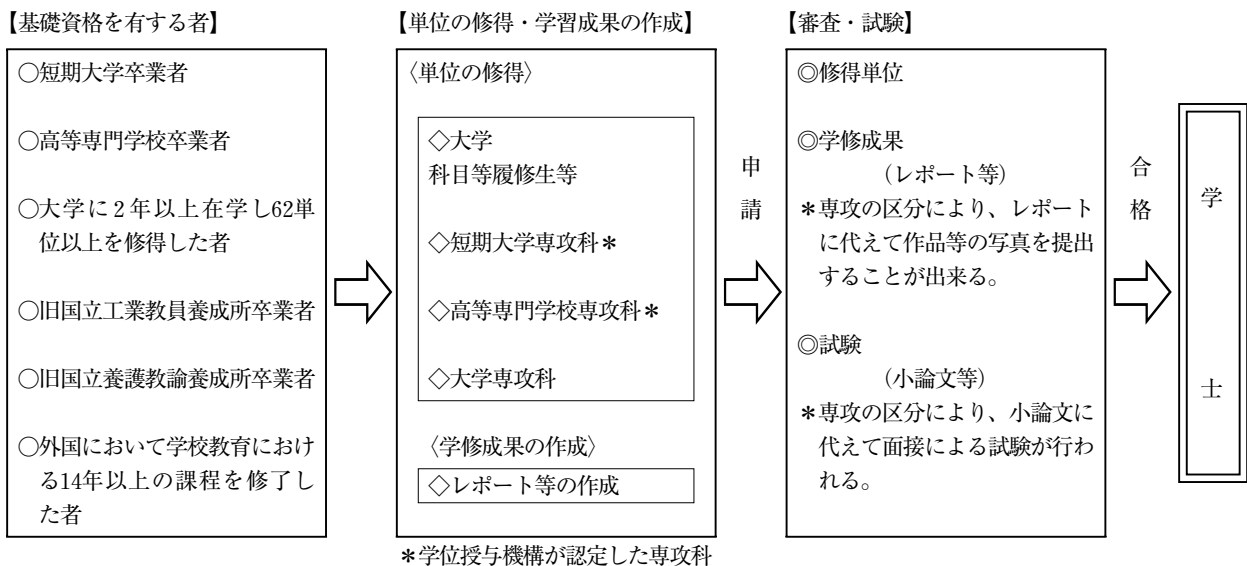 【基礎資格を有する者】
○短期大学卒業者
○高等専門学校卒業者
○大学に2年以上在学し62単
位以上を修得した者
○旧国立工業教員養成所卒業者
○旧国立養護教諭養成所卒業者
○外国において学校教育におけ
る14年以上の課程を修了し
た者
【単位の修得・学習成果の作成】
〈単位の修得〉
◇大学
科目等履修生等
◇短期大学専攻科＊
◇高等専門学校専攻科＊
◇大学専攻科
〈学修成果の作成〉
◇レポート等の作成
＊学位授与機構が認定した専攻科
申請
【審査・試験】
◎修得単位
◎学修成果
（レポート等）
＊専攻の区分により、レポート
に代えて作品等の写真を提出
することが出来る。
◎試験
（小論文等）
＊専攻の区分により、小論文に
代えて面接による試験が行わ
れる。
合格
学士